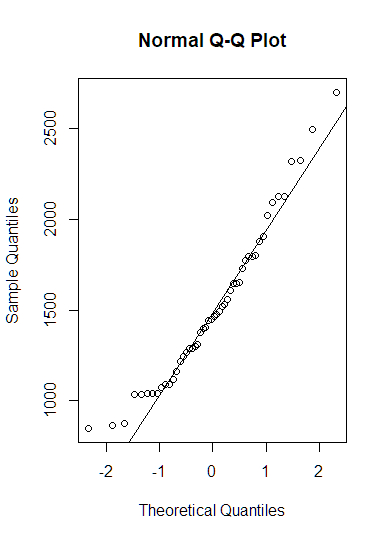 Normal Q-Q Plot
Sample Quantiles
2500
2000
1500
1000
-2 -1 0 1 2
Theoretical Quantiles